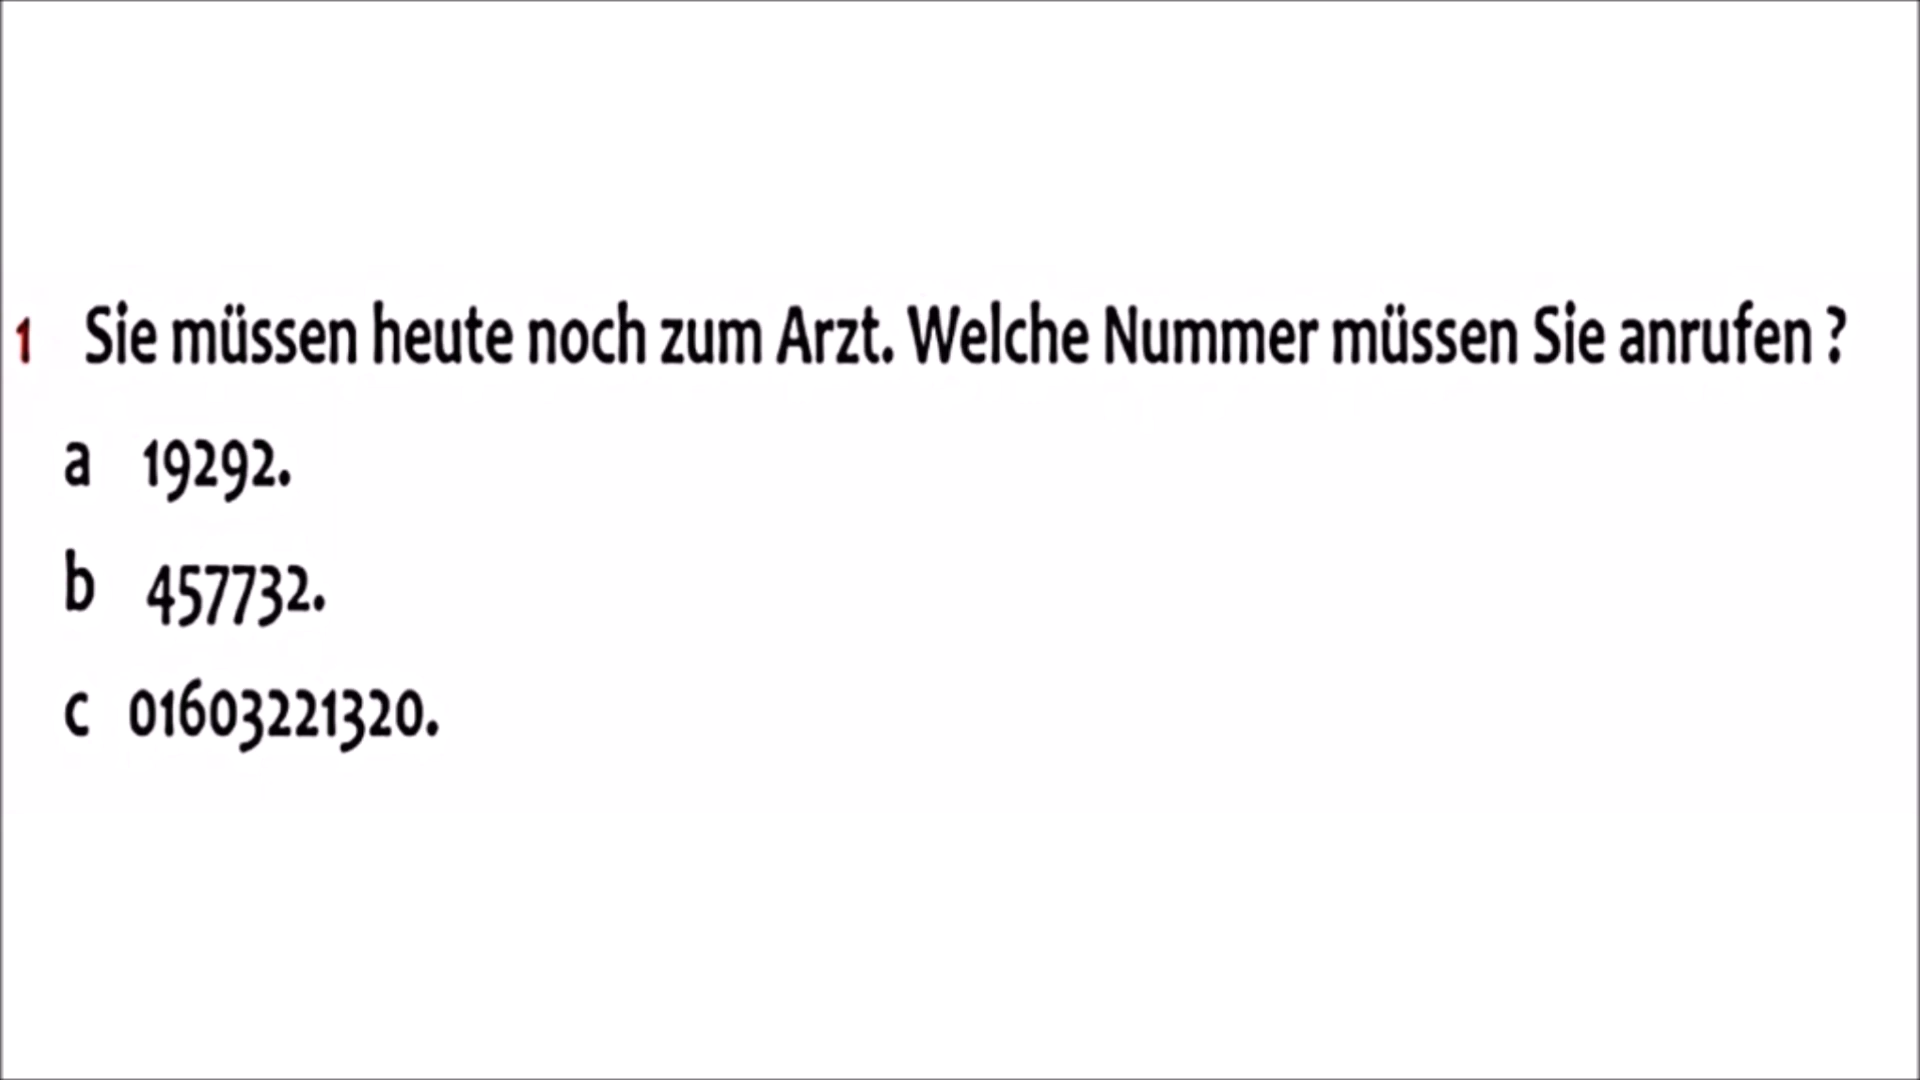 1 Sie müssen heute noch zum Arzt. Welche Nummer müssen Sie anrufen ?
a 19292.
b 457732.
c 01603221320.